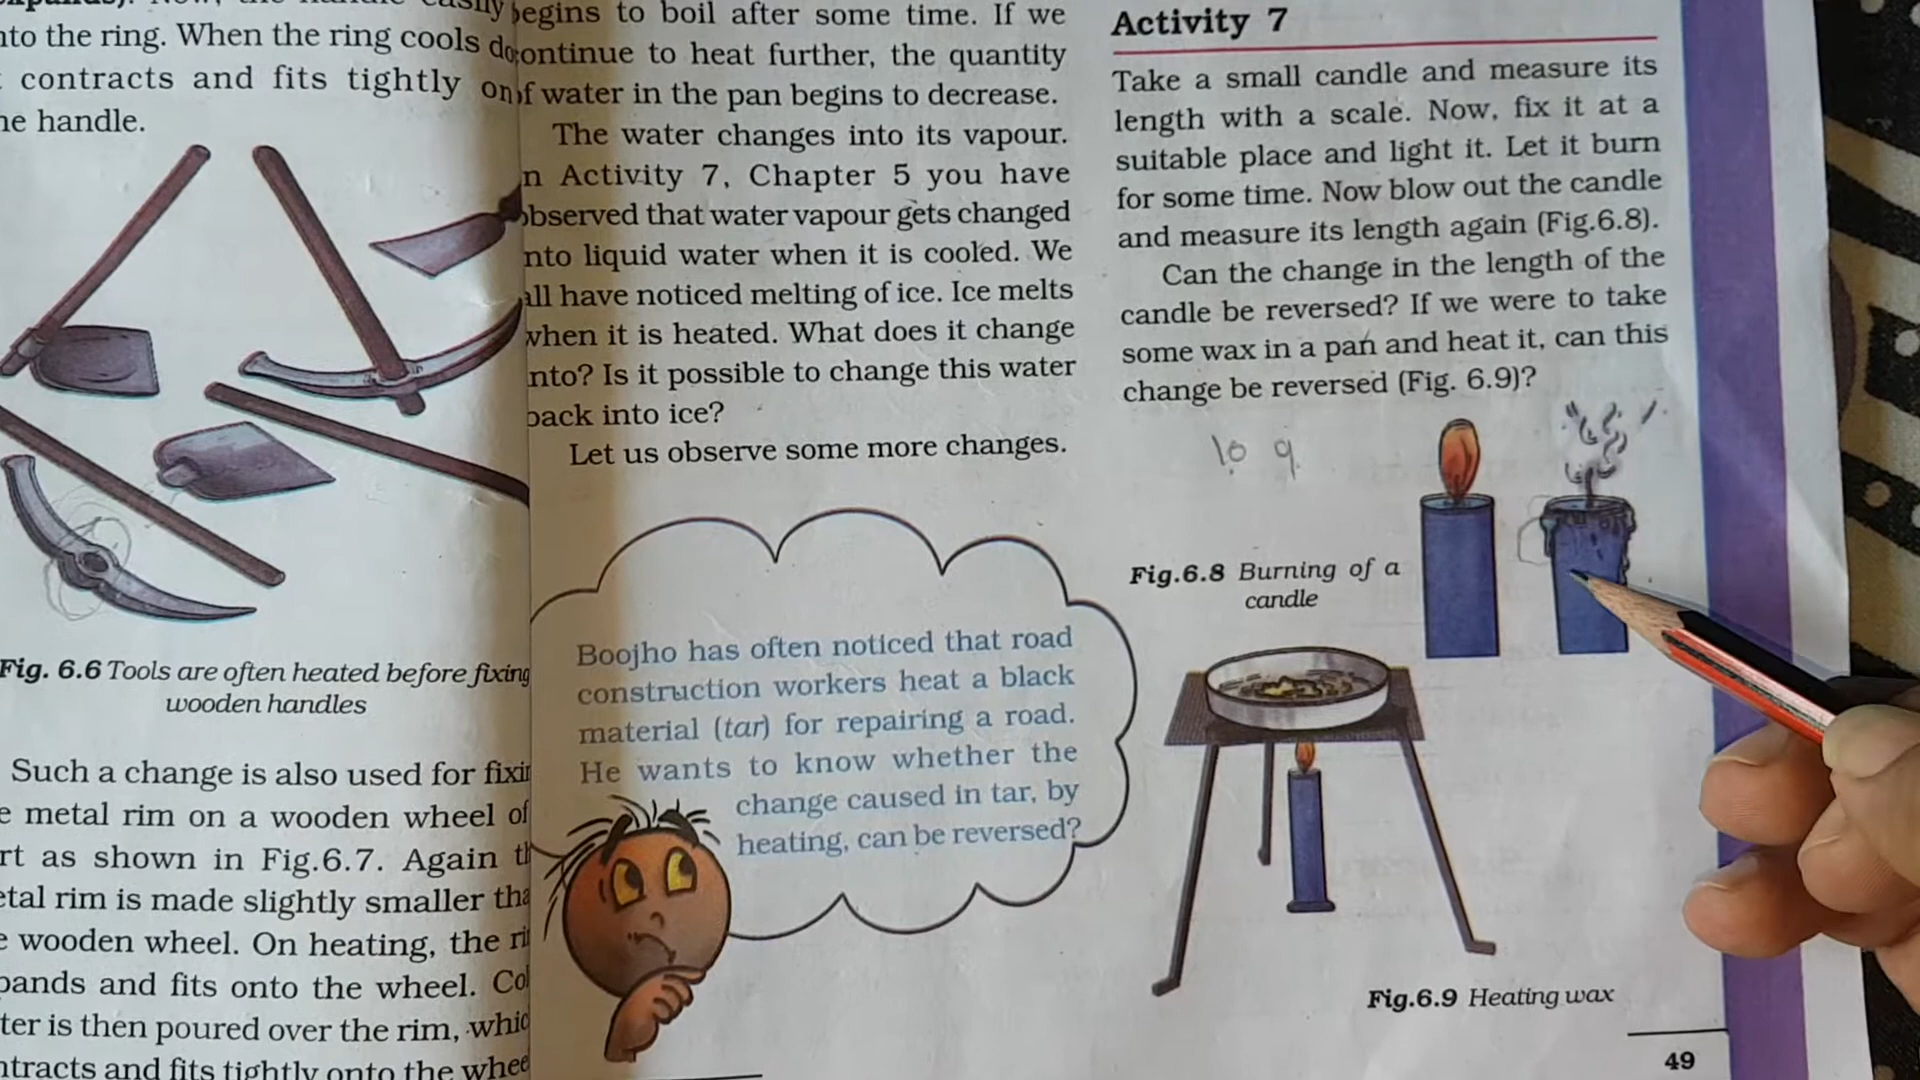 into the ring. When the ring cools do
contracts and fits tightly on
handle.
Fig. 6.6 Tools are often heated before fixing
wooden handles
Such a change is also used for
metal rim on a wooden wheel of
as shown in Fig.6.7. Again
rim is made slightly smaller
wooden wheel. On heating, the
and fits onto the wheel.
is then poured over the rim,
and fits tightly onto the
begins to boil after some time. If we
continue to heat further, the quantity
of water in the pan begins to decrease.
The water changes into its vapour.
n Activity 7, Chapter 5 you have
observed that water vapour gets changed
nto liquid water when it is cooled. We
all have noticed melting of ice. Ice melts
when it is heated. What does it change
nto? Is it possible to change this water
back into ice?
Let us observe some more changes.
Boojho has often noticed that road
construction workers heat a black
material (tar) for repairing a road.
He wants to know whether the
change caused in tar, by
heating, can be reversed?
Activity 7
Take a small candle and measure its
length with a scale. Now, fix it at a
suitable place and light it. Let it burn
for some time. Now blow out the candle
and measure its length again (Fig.6.8).
Can the change in the length of the
candle be reversed? If we were to take
some wax in a pan and heat it, can this
change be reversed (Fig. 6.9)?
10 9
Fig.6.8 Burning of a
candle
Fig.6.9 Heating wax
49